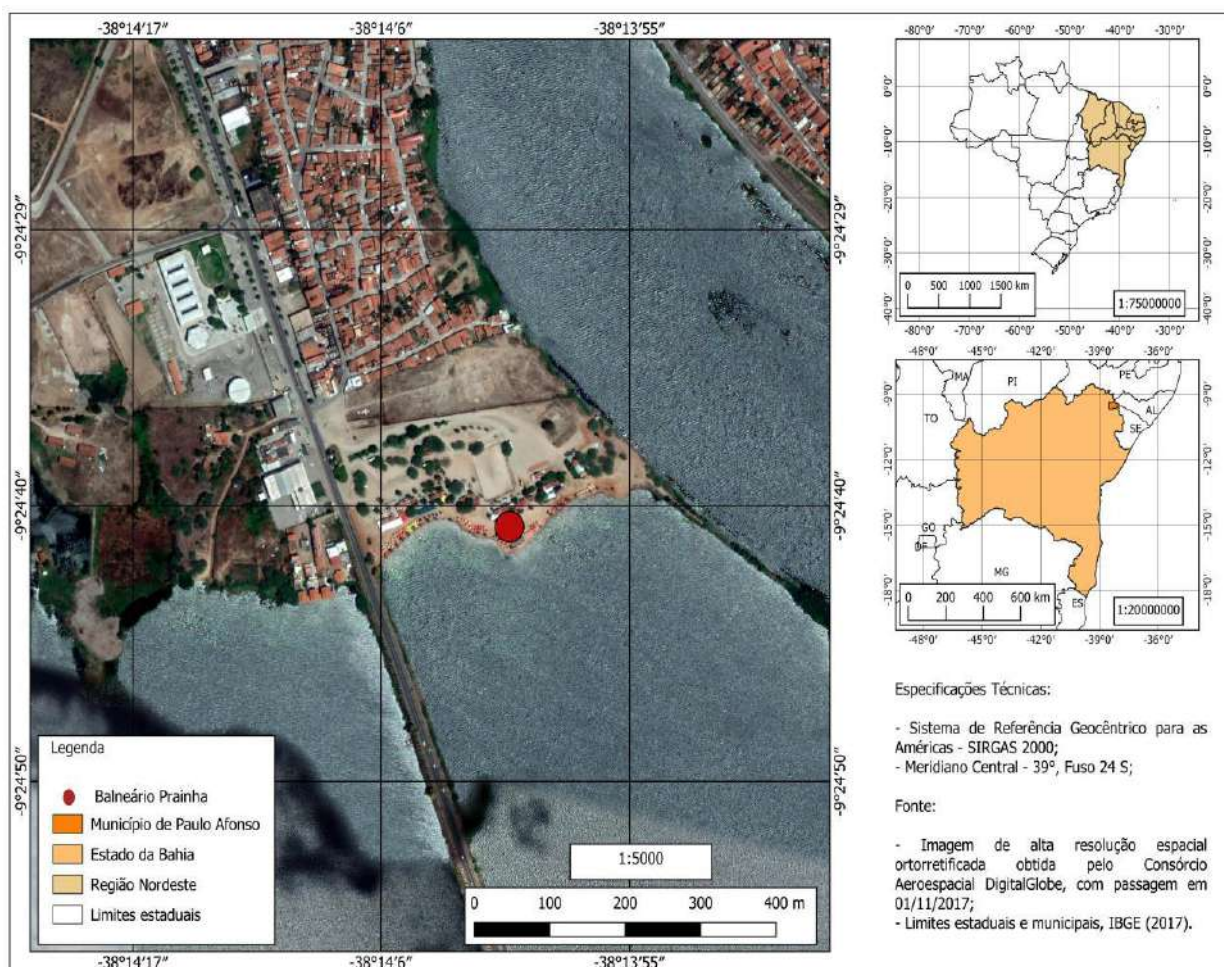 -38°14'17"
-38°14'6"
-38°13'55"
-9°24'29"
-9°24'29"
-9°24'40"
-9°24'40"
-9°24'50"
-9°24'50"
Legenda
Balneário Prainha
Município de Paulo Afonso
Estado da Bahia
Região Nordeste
Limites estaduais
1:5000
0 100 200 300 400 m
-38°14'17"
-38°14'6"
-38°13'55"
-80°0' -70°0' -60°0' -50°0' -40°0' -30°0'
0°0'
0°0'
-10°0'
-10°0'
-20°0'
-20°0'
-30°0'
-30°0'
-40°0'
-40°0'
0 500 1000 1500 km
1:75000000
-80°0' -70°0' -60°0' -50°0' -40°0' -30°0'
-48°0' -45°0' -42°0' -39°0' -36°0'
MA
PI
PE
-9°0'
-9°0'
TO
AL
SE
-12°0'
-12°0'
-15°0'
-15°0'
GO
DF
MG
-18°0'
-18°0'
ES
0 200 400 600 km
1:20000000
-48°0' -45°0' -42°0' -39°0' -36°0'
Especificações Técnicas:
- Sistema de Referência Geocêntrico para as
Américas - SIRGAS 2000;
- Meridiano Central - 39°, Fuso 24 S;
Fonte:
- Imagem de alta resolução espacial
ortorretificada obtida pelo Consórcio
Aeroespacial DigitalGlobe, com passagem em
01/11/2017;
- Limites estaduais e municipais, IBGE (2017).